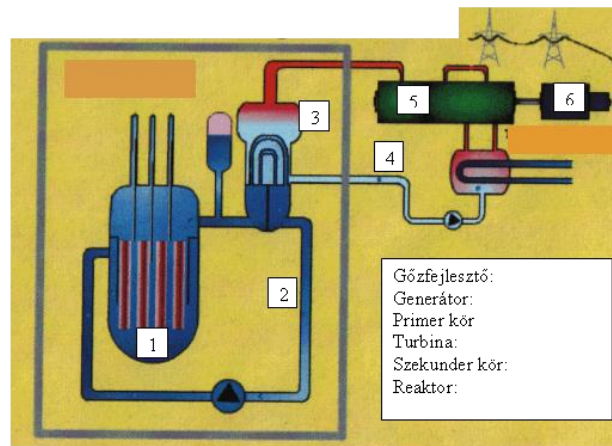 5
6
3
4
2
1
Gőzfejlesztő:
Generátor:
Primer kör
Turbina:
Szekunder kör:
Reaktor: